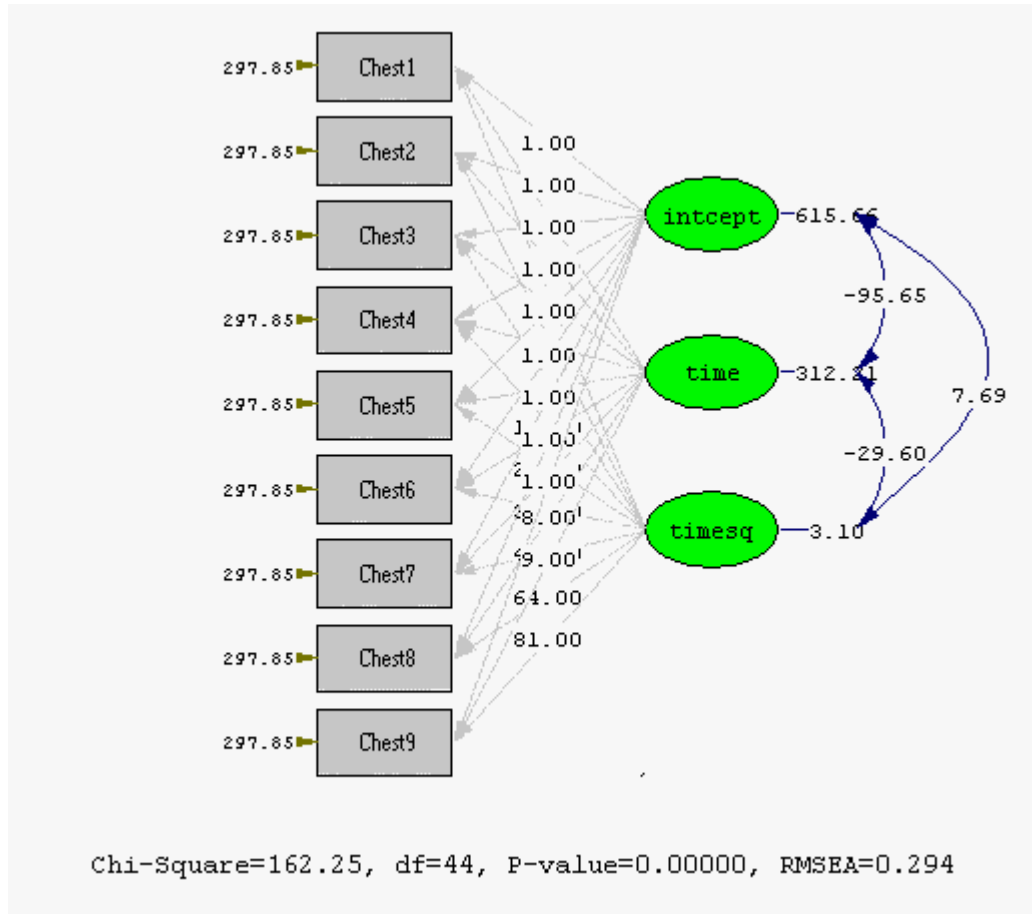 297.85 Chest1
1.00
297.85 Chest2
1.00
intcept 615.66
297.85 Chest3
1.00
1.00
-95.65
297.85 Chest4
1.00
1.00
time 312.21
7.69
297.85 Chest5
1.00
1.00
-29.60
297.85 Chest6
1.00
8.00
timesq 3.10
297.85 Chest7
9.00
64.00
81.00
297.85 Chest8
297.85 Chest9
Chi-Square=162.25, df=44, P-value=0.00000, RMSEA=0.294